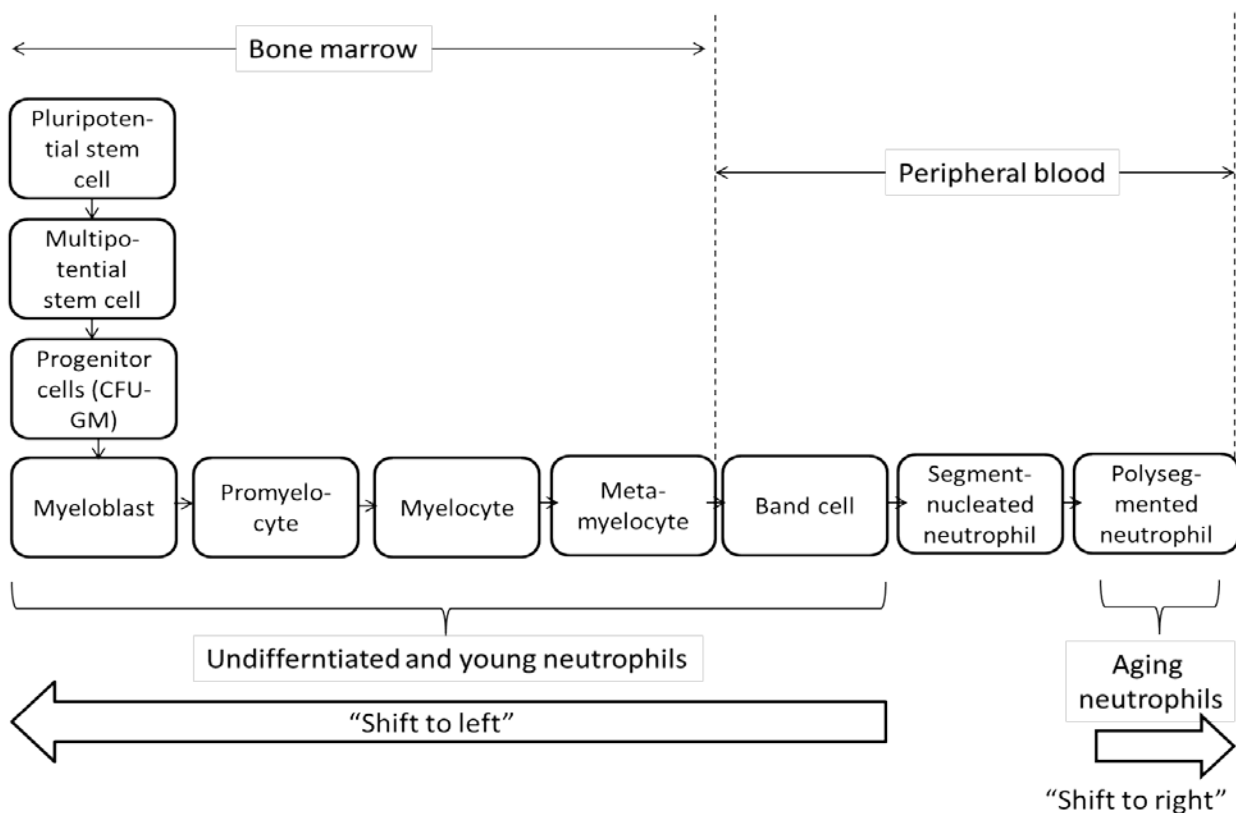 Bone marrow
Pluripoten-
tial stem
cell
Peripheral blood
Multipo-
tential
stem cell
Progenitor
cells (CFU-
GM)
Myeloblast
Promyelo-
cyte
Myelocyte
Meta-
myelocyte
Band cell
Segment-
nucleated
neutrophil
Polyseg-
mented
neutrophil
Undifferntiated and young neutrophils
Aging
neutrophils
“Shift to left”
“Shift to right”